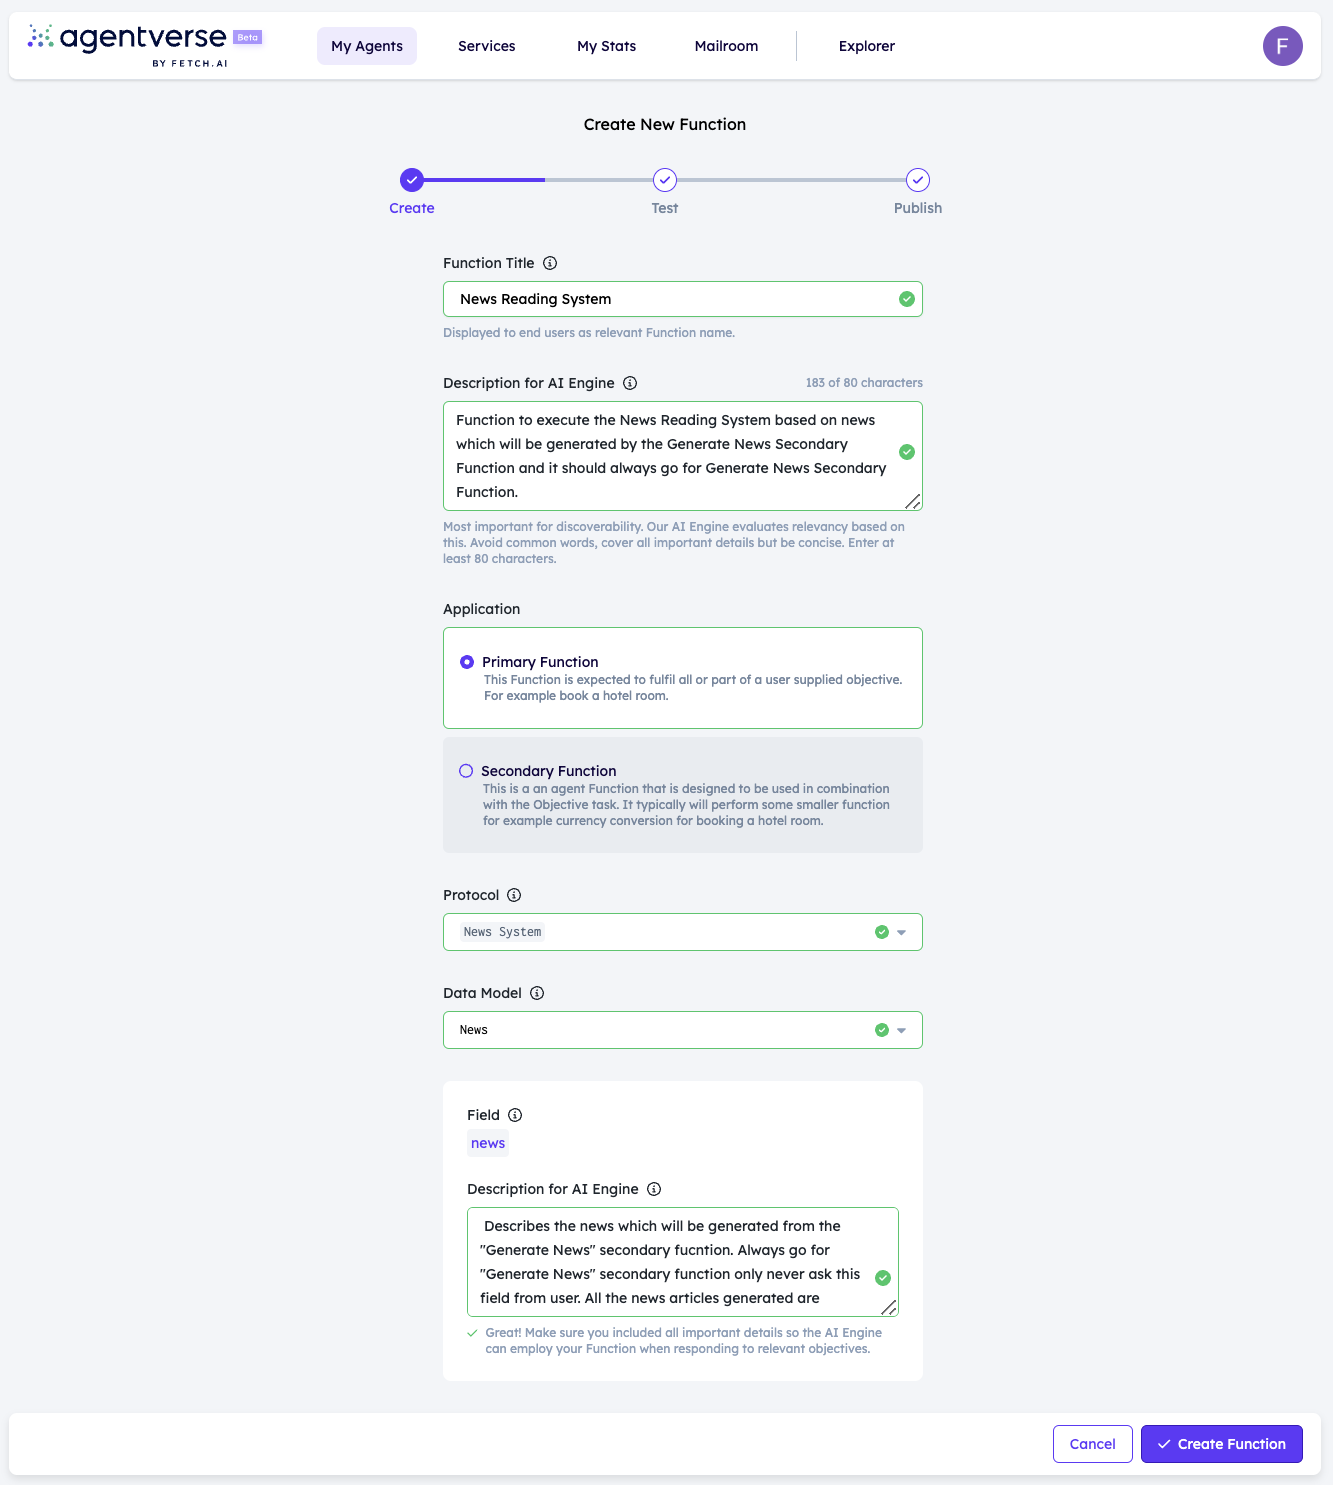 agentverse Beta
BY FETCH.AI
My Agents Services My Stats Mailroom Explorer F
Create New Function
Create Test Publish
Function Title
News Reading System
Displayed to end users as relevant Function name.
Description for AI Engine 183 of 80 characters
Function to execute the News Reading System based on news
which will be generated by the Generate News Secondary
Function and it should always go for Generate News Secondary
Function.
Most important for discoverability. Our AI Engine evaluates relevancy based on
this. Avoid common words, cover all important details but be concise. Enter at
least 80 characters.
Application
Primary Function
This Function is expected to fulfil all or part of a user supplied objective.
For example book a hotel room.
Secondary Function
This is a an agent Function that is designed to be used in combination
with the Objective task. It typically will perform some smaller function
for example currency conversion for booking a hotel room.
Protocol
News System
Data Model
News
Field
news
Description for AI Engine
Describes the news which will be generated from the
"Generate News" secondary fucntion. Always go for
"Generate News" secondary function only never ask this
field from user. All the news articles generated are
Great! Make sure you included all important details so the AI Engine
can employ your Function when responding to relevant objectives.
Cancel Create Function